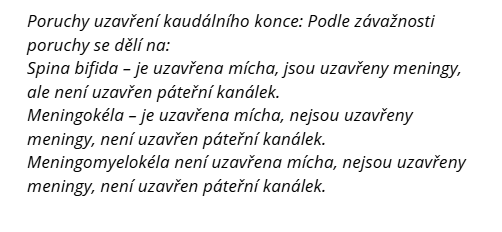 Poruchy uzavření kaudálního konce: Podle závažnosti
poruchy se dělí na:
Spina bifida – je uzavřena mícha, jsou uzavřeny meningy,
ale není uzavřen páteřní kanálek.
Meningokéla – je uzavřena mícha, nejsou uzavřeny
meningy, není uzavřen páteřní kanálek.
Meningomyelokéla není uzavřena mícha, nejsou uzavřeny
meningy, není uzavřen páteřní kanálek.